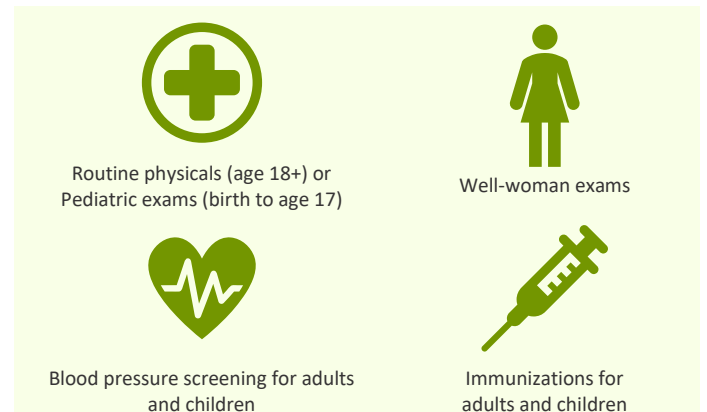 Routine physicals (age 18+) or
Pediatric exams (birth to age 17)
Well-woman exams
Blood pressure screening for adults
and children
Immunizations for
adults and children